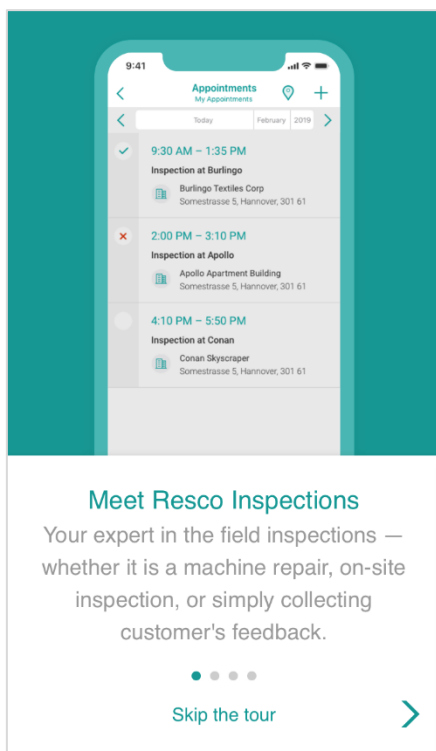 9:41
Appointments
My Appointments
Today February 2019
9:30 AM – 1:35 PM
Inspection at Burlingo
Burlingo Textiles Corp
Somestrasse 5, Hannover, 301 61
2:00 PM – 3:10 PM
Inspection at Apollo
Apollo Apartment Building
Somestrasse 5, Hannover, 301 61
4:10 PM – 5:50 PM
Inspection at Conan
Conan Skyscraper
Somestrasse 5, Hannover, 301 61
Meet Resco Inspections
Your expert in the field inspections —
whether it is a machine repair, on-site
inspection, or simply collecting
customer's feedback.
Skip the tour